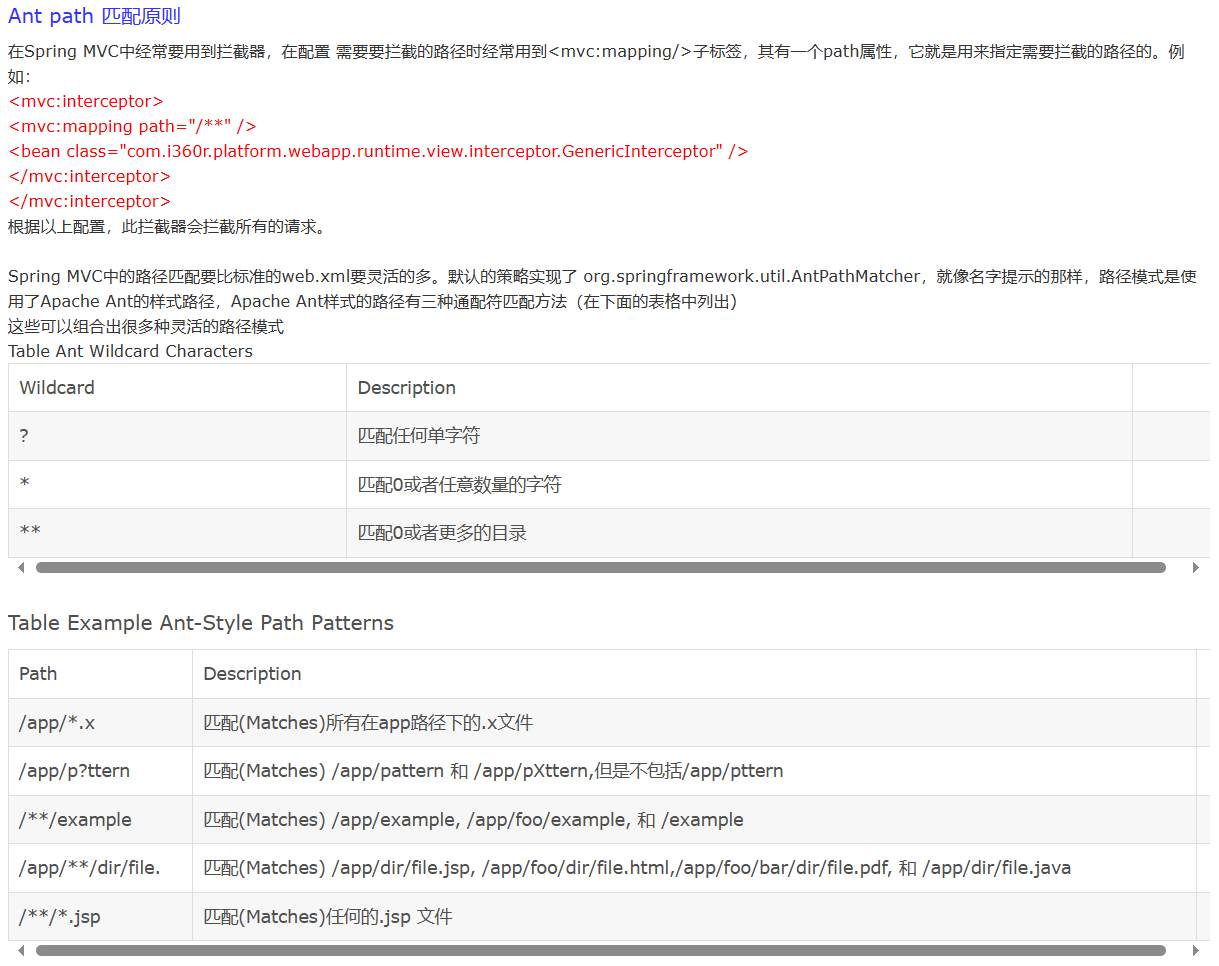 Ant path 匹配原则
在Spring MVC中经常要用到拦截器，在配置 需要要拦截的路径时经常用到<mvc:mapping/>子标签，其有一个path属性，它就是用来指定需要拦截的路径的。例
如：
<mvc:interceptor>
<mvc:mapping path="/**" />
<bean class="com.i360r.platform.webapp.runtime.view.interceptor.GenericInterceptor" />
</mvc:interceptor>
</mvc:interceptor>
根据以上配置，此拦截器会拦截所有的请求。
Spring MVC中的路径匹配要比标准的web.xml要灵活的多。默认的策略实现了 org.springframework.util.AntPathMatcher，就像名字提示的那样，路径模式是使
用了Apache Ant的样式路径，Apache Ant样式的路径有三种通配符匹配方法（在下面的表格中列出）
这些可以组合出很多种灵活的路径模式
Table Ant Wildcard Characters
Wildcard Description
? 匹配任何单字符
* 匹配0或者任意数量的字符
** 匹配0或者更多的目录
Table Example Ant-Style Path Patterns
Path Description
/app/*.x 匹配(Matches)所有在app路径下的.x文件
/app/p?ttern 匹配(Matches) /app/pattern 和 /app/pXttern,但是不包括/app/pttern
/**/example 匹配(Matches) /app/example, /app/foo/example, 和 /example
/app/**/dir/file. 匹配(Matches) /app/dir/file.jsp, /app/foo/dir/file.html,/app/foo/bar/dir/file.pdf, 和 /app/dir/file.java
/**/*.jsp 匹配(Matches)任何的.jsp 文件